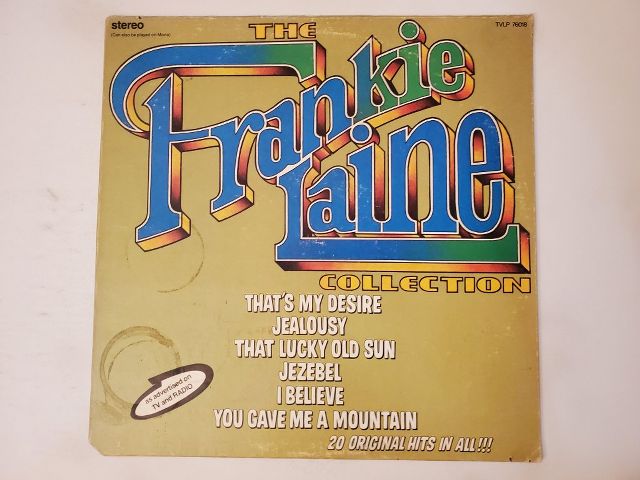 stereo
(Can also be played on Mono)
TVLP 76018
THE
Frankie
Laine
COLLECTION
THAT'S MY DESIRE
JEALOUSY
THAT LUCKY OLD SUN
JEZEBEL
I BELIEVE
YOU GAVE ME A MOUNTAIN
as advertised on
TV and RADIO
20 ORIGINAL HITS IN ALL!!!